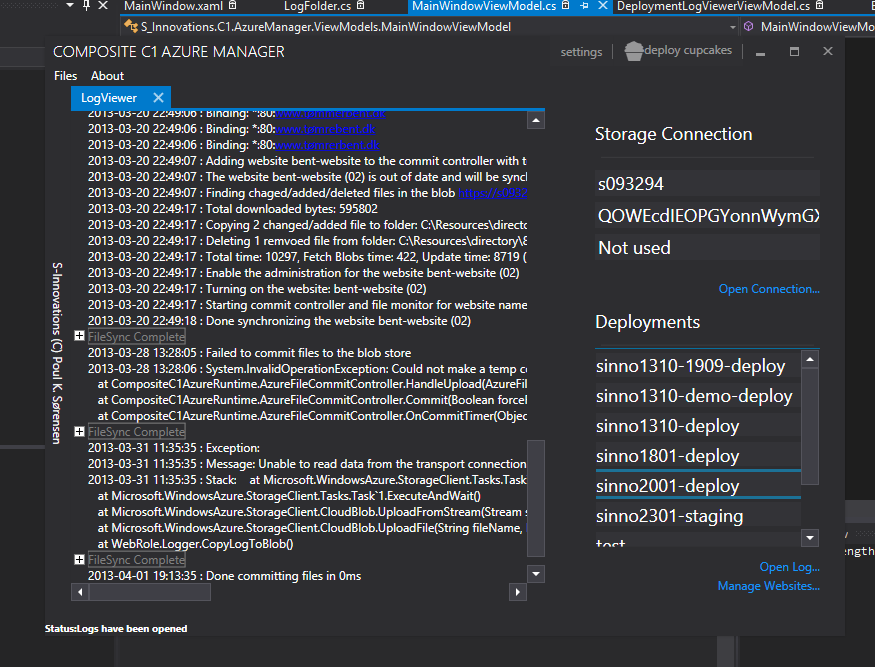 MainWindow.xaml
LogFolder.cs
MainWindowViewModel.cs
DeploymentLogViewerViewModel.cs
S_Innovations.C1.AzureManager.ViewModels.MainWindowViewModel
MainWindowViewMo
COMPOSITE C1 AZURE MANAGER
settings
deploy cupcakes
Files About
LogViewer
2013-03-20 22:49:06 : Binding: *:80:
2013-03-20 22:49:06 : Binding: *:80:www.tømrebent.dk
2013-03-20 22:49:06 : Binding: *:80:
2013-03-20 22:49:07 : Adding website bent-website to the commit controller with t
2013-03-20 22:49:07 : The website bent-website (02) is out of date and will be syncl
2013-03-20 22:49:07 : Finding chaged/added/deleted files in the blob
2013-03-20 22:49:17 : Total downloaded bytes: 595802
2013-03-20 22:49:17 : Copying 2 changed/added file to folder: C:\Resources\directo
2013-03-20 22:49:17 : Deleting 1 remvoed file from folder: C:\Resources\directory\8
2013-03-20 22:49:17 : Total time: 10297, Fetch Blobs time: 422, Update time: 8719 (
2013-03-20 22:49:17 : Enable the administration for the website bent-website (02)
2013-03-20 22:49:17 : Turning on the website: bent-website (02)
2013-03-20 22:49:17 : Starting commit controller and file monitor for website name
2013-03-20 22:49:18 : Done synchronizing the website bent-website (02)
FileSync Complete
2013-03-28 13:28:05 : Failed to commit files to the blob store
2013-03-28 13:28:06 : System.InvalidOperationException: Could not make a temp co
at CompositeC1AzureRuntime.AzureFileCommitController.HandleUpload(AzureFil
at CompositeC1AzureRuntime.AzureFileCommitController.Commit(Boolean forcel
at CompositeC1AzureRuntime.AzureFileCommitController.OnCommitTimer(Objec
FileSync Complete
2013-03-31 11:35:35 : Exception:
2013-03-31 11:35:35 : Message: Unable to read data from the transport connection
2013-03-31 11:35:35 : Stack: at Microsoft.WindowsAzure.StorageClient.Tasks.Task
at Microsoft.WindowsAzure.StorageClient.Tasks.Task`1.ExecuteAndWait()
at Microsoft.WindowsAzure.StorageClient.CloudBlob.UploadFromStream(Stream s
at Microsoft.WindowsAzure.StorageClient.CloudBlob.UploadFile(String fileName,
at WebRole.Logger.CopyLogToBlob()
FileSync Complete
2013-04-01 19:13:35 : Done committing files in 0ms
S-Innovations (C) Poul K. Sørensen
Storage Connection
s093294
QOWEcdIEOPGYonnWymGX
Not used
Open Connection...
Deployments
sinno1310-1909-deploy
sinno1310-demo-deploy
sinno1310-deploy
sinno1801-deploy
sinno2001-deploy
sinno2301-staging
test
Open Log...
Manage Websites...
ength
Status:Logs have been opened